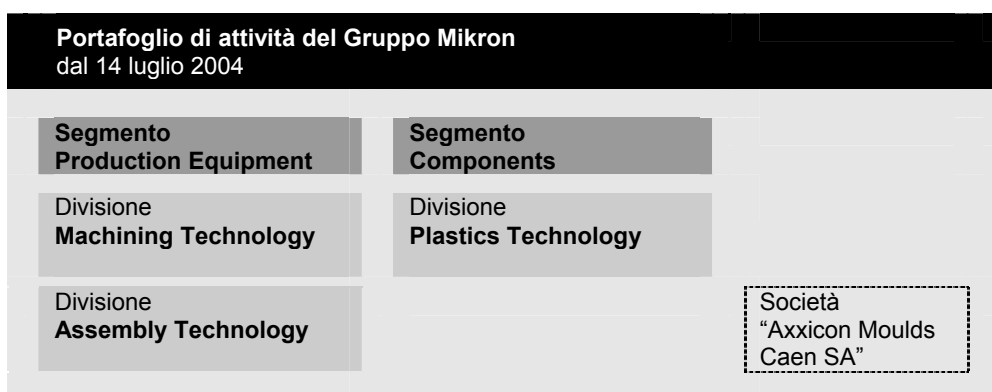 Portafoglio di attività del Gruppo Mikron
dal 14 luglio 2004
Segmento
Production Equipment
Segmento
Components
Divisione
Machining Technology
Divisione
Plastics Technology
Divisione
Assembly Technology
Società
“Axxicon Moulds
Caen SA”